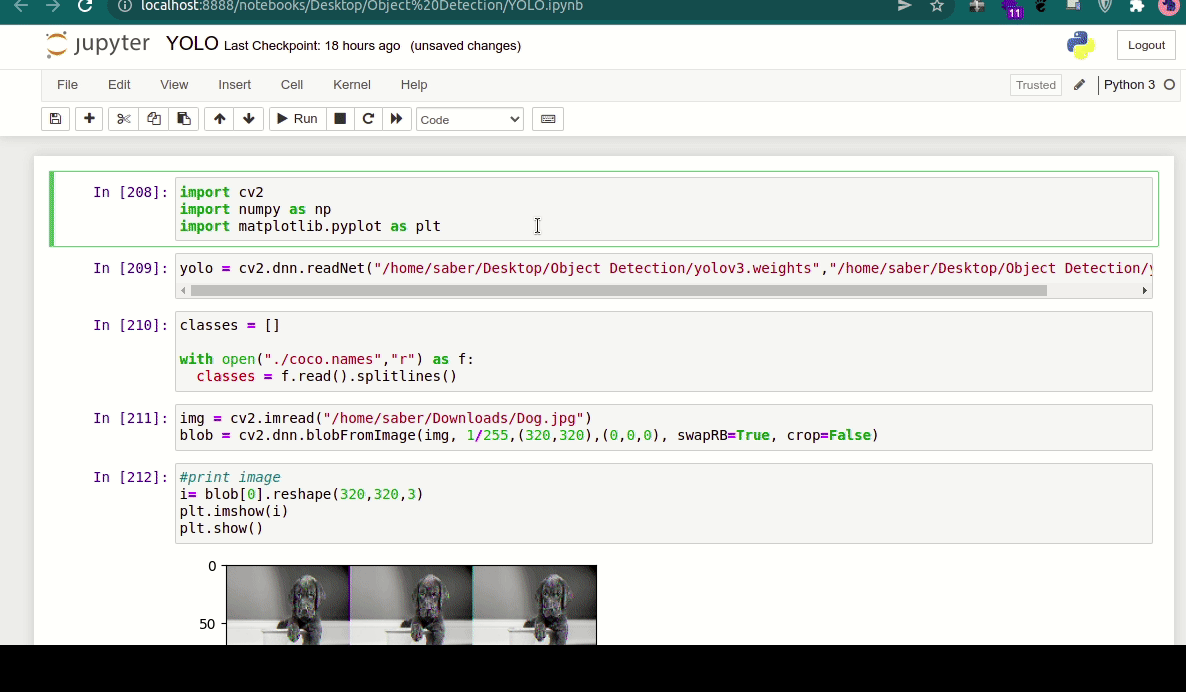 localhost:8888/notebooks/Desktop/Object%20Detection/YOLO.ipynb
11
jupyter YOLO Last Checkpoint: 18 hours ago (unsaved changes)
Logout
File Edit View Insert Cell Kernel Help
Trusted Python 3
Run Code
In [208]: import cv2
import numpy as np
import matplotlib.pyplot as plt
In [209]: yolo = cv2.dnn.readNet("/home/saber/Desktop/Object Detection/yolov3.weights","/home/saber/Desktop/Object Detection/
In [210]: classes = []
with open("./coco.names","r") as f:
classes = f.read().splitlines()
In [211]: img = cv2.imread("/home/saber/Downloads/Dog.jpg")
blob = cv2.dnn.blobFromImage(img, 1/255,(320,320),(0,0,0), swapRB=True, crop=False)
In [212]: #print image
i= blob[0].reshape(320,320,3)
plt.imshow(i)
plt.show()
0
50